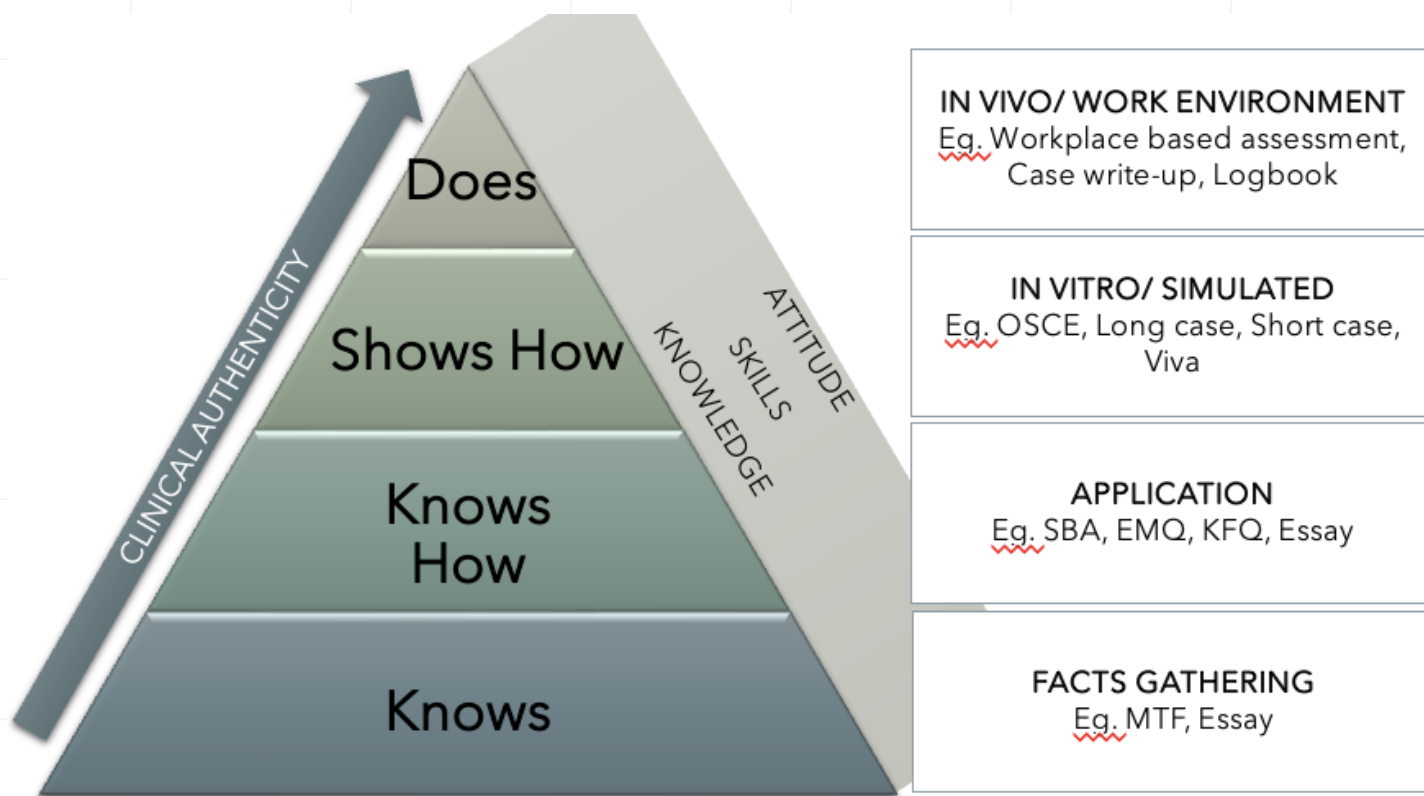 CLINICAL AUTHENTICITY
Does
Shows How
Knows
How
Knows
ATTITUDE
SKILLS
KNOWLEDGE
IN VIVO/ WORK ENVIRONMENT
Eg. Workplace based assessment,
Case write-up, Logbook
IN VITRO/ SIMULATED
Eg. OSCE, Long case, Short case,
Viva
APPLICATION
Eg. SBA, EMQ, KFQ, Essay
FACTS GATHERING
Eg. MTF, Essay